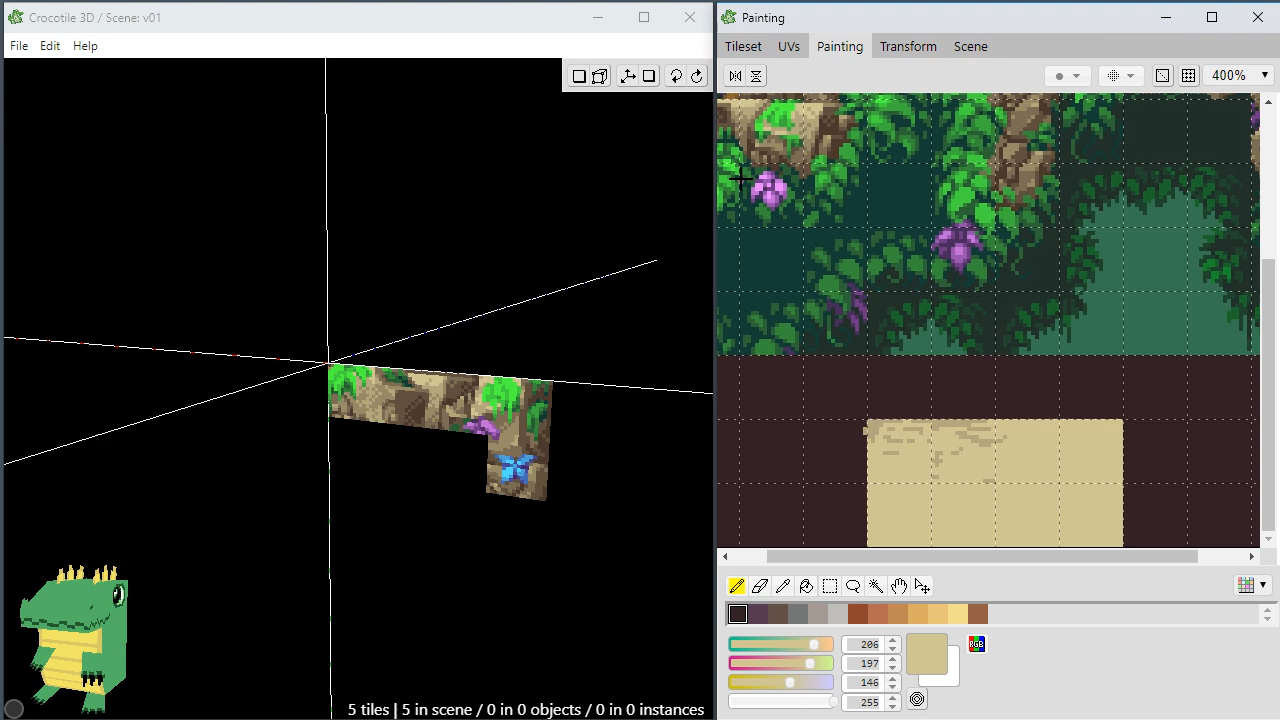 Crocotile 3D / Scene: v01
File Edit Help
5 tiles | 5 in scene / 0 in 0 objects / 0 in 0 instances
Painting
Tileset UVs Painting Transform Scene
400%
206
197
146
255
RGB